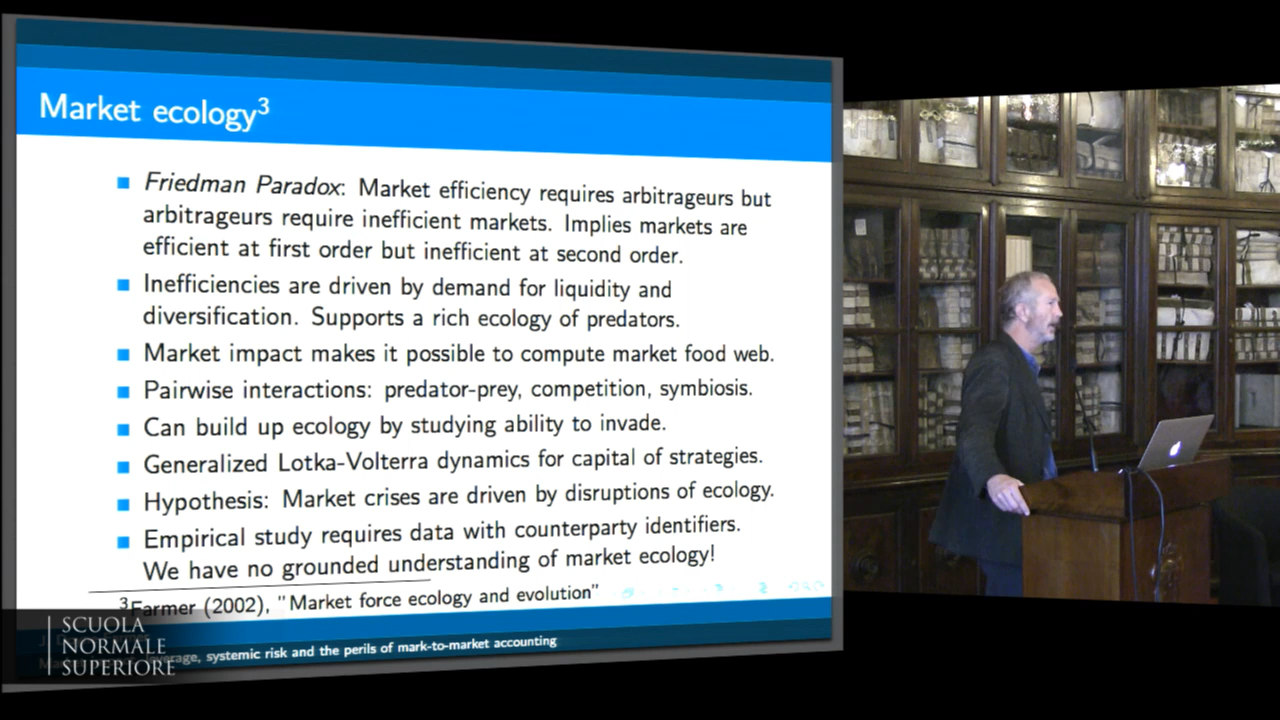 Market ecology³
Friedman Paradox: Market efficiency requires arbitrageurs but
arbitrageurs require inefficient markets. Implies markets are
efficient at first order but inefficient at second order.
Inefficiencies are driven by demand for liquidity and
diversification. Supports a rich ecology of predators.
Market impact makes it possible to compute market food web.
Pairwise interactions: predator-prey, competition, symbiosis.
Can build up ecology by studying ability to invade.
Generalized Lotka-Volterra dynamics for capital of strategies.
Hypothesis: Market crises are driven by disruptions of ecology.
Empirical study requires data with counterparty identifiers.
We have no grounded understanding of market ecology!
³Farmer (2002), "Market force ecology and evolution"
systemic risk and the perils of mark-to-market accounting
SCUOLA
NORMALE
SUPERIORE